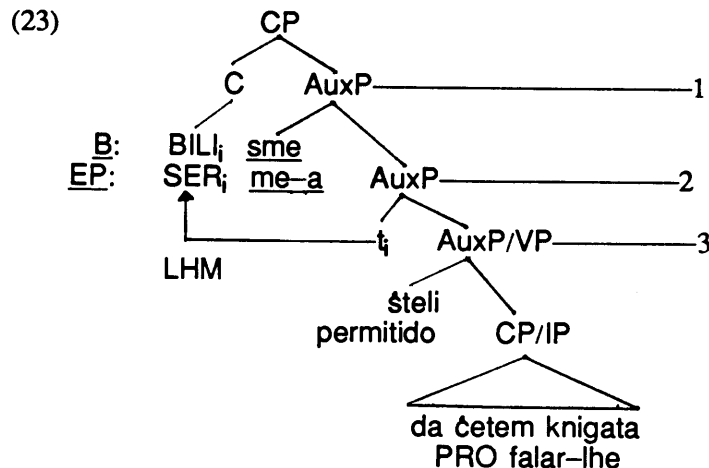 (23) CP
C AuxP 1
B: BILIi sme
EP: SERi me–a AuxP 2
ti AuxP/VP 3
LHM
šteli
permitido CP/IP
da četem knigata
PRO falar–lhe